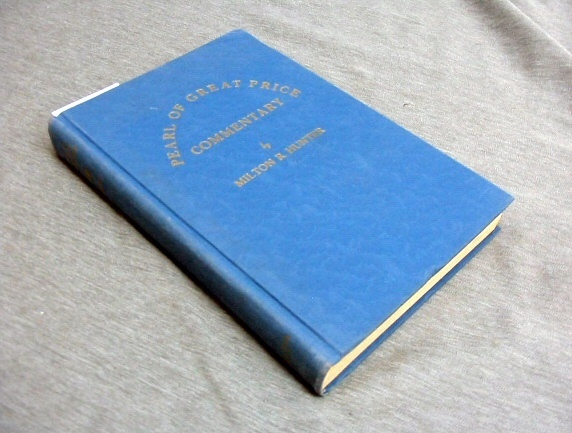 PEARL OF GREAT PRICE
COMMENTARY
by
MILTON R. HUNTER